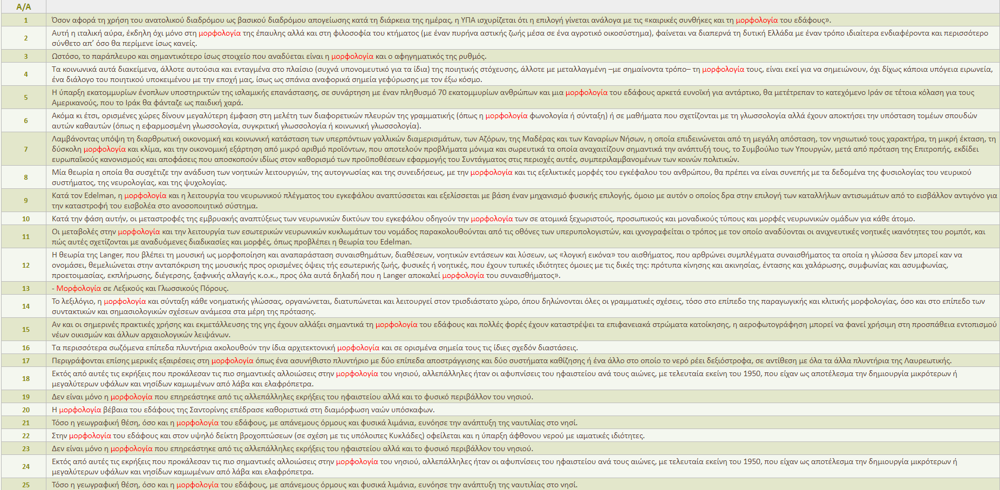 Α/Α
1 Όσον αφορά τη χρήση του ανατολικού διαδρόμου ως βασικού διαδρόμου απογείωσης κατά τη διάρκεια της ημέρας, η ΥΠΑ ισχυρίζεται ότι η επιλογή γίνεται ανάλογα με τις «καιρικές συνθήκες και τη μορφολογία του εδάφους».
2 Αυτή η ιταλική αύρα, έκδηλη όχι μόνο στη μορφολογία της έπαυλης αλλά και στη φιλοσοφία του κτήματος (με έναν πυρήνα αστικής ζωής μέσα σε ένα αγροτικό οικοσύστημα), φαίνεται να διαπερνά τη δυτική Ελλάδα με έναν τρόπο ιδιαίτερα ενδιαφέροντα και περισσότερο
σύνθετο απ’ όσο θα περίμενε ίσως κανείς.
3 Ωστόσο, το παράπλευρο και σημαντικότερο ίσως στοιχείο που αναδύεται είναι η μορφολογία και ο αφηγηματικός της ρυθμός.
4 Τα κοινωνικά αυτά διακείμενα, άλλοτε αυτούσια και ενταγμένα στο πλαίσιο (συχνά υπονομευτικό για τα ίδια) της ποιητικής στόχευσης, άλλοτε με μεταλλαγμένη –με σημαίνοντα τρόπο– τη μορφολογία τους, είναι εκεί για να σημειώνουν, όχι δίχως κάποια υπόγεια ειρωνεία,
ένα διάλογο του ποιητικού υποκειμένου με την εποχή μας, ίσως ως σπάνια αναφορικά σημεία γεφύρωσης με τον έξω κόσμο.
5 Η ύπαρξη εκατομμυρίων ένοπλων υποστηρικτών της ισλαμικής επανάστασης, σε συνάρτηση με έναν πληθυσμό 70 εκατομμυρίων ανθρώπων και μια μορφολογία του εδάφους αρκετά ευνοϊκή για αντάρτικο, θα μετέτρεπαν το κατεχόμενο Ιράν σε τέτοια κόλαση για τους
Αμερικανούς, που το Ιράκ θα φάνταζε ως παιδική χαρά.
6 Ακόμα κι έτσι, ορισμένες χώρες δίνουν μεγαλύτερη έμφαση στη μελέτη των διαφορετικών πλευρών της γραμματικής (όπως η μορφολογία φωνολογία ή σύνταξη) ή σε μαθήματα που σχετίζονται με τη γλωσσολογία αλλά έχουν αποκτήσει την υπόσταση τομέων σπουδών
αυτών καθαυτών (όπως η εφαρμοσμένη γλωσσολογία, συγκριτική γλωσσολογία ή κοινωνική γλωσσολογία).
7 Λαμβάνοντας υπόψη τη διαρθρωτική οικονομική και κοινωνική κατάσταση των υπερπόντιων γαλλικών διαμερισμάτων, των Αζόρων, της Μαδέρας και των Καναρίων Νήσων, η οποία επιδεινώνεται από τη μεγάλη απόσταση, τον νησιωτικό τους χαρακτήρα, τη μικρή έκταση, τη
δύσκολη μορφολογία και κλίμα, και την οικονομική εξάρτηση από μικρό αριθμό προϊόντων, που αποτελούν προβλήματα μόνιμα και σωρευτικά τα οποία αναχαιτίζουν σημαντικά την ανάπτυξή τους, το Συμβούλιο των Υπουργών, μετά από πρόταση της Επιτροπής, εκδίδει
ευρωπαϊκούς κανονισμούς και αποφάσεις που αποσκοπούν ιδίως στον καθορισμό των προϋποθέσεων εφαρμογής του Συντάγματος στις περιοχές αυτές, συμπεριλαμβανομένων των κοινών πολιτικών.
8 Μία θεωρία η οποία θα συσχέτιζε την ανάδυση των νοητικών λειτουργιών, της αυτογνωσίας και της συνειδήσεως, με την μορφολογία και τις εξελικτικές μορφές του εγκέφαλου του ανθρώπου, θα πρέπει να είναι συνεπής με τα δεδομένα της φυσιολογίας του νευρικού
συστήματος, της νευρολογίας, και της ψυχολογίας.
9 Κατά τον Edelman, η μορφολογία και η λειτουργία του νευρωνικού πλέγματος του εγκεφάλου αναπτύσσεται και εξελίσσεται με βάση έναν μηχανισμό φυσικής επιλογής, όμοιο με αυτόν ο οποίος δρα στην επιλογή των καταλλήλων αντισωμάτων από το εισβάλλον αντιγόνο για
την καταστροφή του εισβολέα στο ανοσοποιητικό σύστημα.
10 Κατά την φάση αυτήν, οι μεταστροφές της εμβρυακής αναπτύξεως των νευρωνικών δικτύων του εγκεφάλου οδηγούν την μορφολογία των σε ατομικά ξεχωριστούς, προσωπικούς και μοναδικούς τύπους και μορφές νευρωνικών ομάδων για κάθε άτομο.
11 Οι μεταβολές στην μορφολογία και την λειτουργία των εσωτερικών νευρωνικών κυκλωμάτων του νομάδος παρακολουθούνται από τις οθόνες των υπερυπολογιστών, και ιχνογραφείται ο τρόπος με τον οποίο αναδύονται οι ανιχνευτικές νοητικές ικανότητες του ρομπότ, και
πώς αυτές σχετίζονται με αναδυόμενες διαδικασίες και μορφές, όπως προβλέπει η θεωρία του Edelman.
12 Η θεωρία της Langer, που βλέπει τη μουσική ως μορφοποίηση και αναπαράσταση συναισθημάτων, διαθέσεων, νοητικών εντάσεων και λύσεων, ως «λογική εικόνα» του αισθήματος, που αρθρώνει συμπλέγματα συναισθήματος τα οποία η γλώσσα δεν μπορεί καν να
ονομάσει, θεμελιώνεται στην ανταπόκριση της μουσικής προς ορισμένες όψεις τής εσωτερικής ζωής, φυσικές ή νοητικές, που έχουν τυπικές ιδιότητες όμοιες με τις δικές της: πρότυπα κίνησης και ακινησίας, έντασης και χαλάρωσης, συμφωνίας και ασυμφωνίας,
προετοιμασίας, εκπλήρωσης, διέγερσης, ξαφνικής αλλαγής κ.ο.κ., προς όλα αυτά δηλαδή που η Langer αποκαλεί μορφολογία του συναισθήματος».
13 - Μορφολογία σε Λεξικούς και Γλωσσικούς Πόρους.
14 Το λεξιλόγιο, η μορφολογία και σύνταξη κάθε νοηματικής γλώσσας, οργανώνεται, διατυπώνεται και λειτουργεί στον τρισδιάστατο χώρο, όπου δηλώνονται όλες οι γραμματικές σχέσεις, τόσο στο επίπεδο της παραγωγικής και κλιτικής μορφολογίας, όσο και στο επίπεδο των
συντακτικών και σημασιολογικών σχέσεων ανάμεσα στα μέρη της πρότασης.
15 Αν και οι σημερινές πρακτικές χρήσης και εκμετάλλευσης της γης έχουν αλλάξει σημαντικά τη μορφολογία του εδάφους και πολλές φορές έχουν καταστρέψει τα επιφανειακά στρώματα κατοίκησης, η αεροφωτογράφηση μπορεί να φανεί χρήσιμη στη προσπάθεια εντοπισμού
νέων οικισμών και άλλων αρχαιολογικών λειψάνων.
16 Τα περισσότερα σωζόμενα επίπεδα πλυντήρια ακολουθούν την ίδια αρχιτεκτονική μορφολογία και σε ορισμένα σημεία τους τις ίδιες σχεδόν διαστάσεις.
17 Περιγράφονται επίσης μερικές εξαιρέσεις στη μορφολογία όπως ένα ασυνήθιστο πλυντήριο με δύο επίπεδα αποστράγγισης και δύο συστήματα καθίζησης ή ένα άλλο στο οποίο το νερό ρέει δεξιόστροφα, σε αντίθεση με όλα τα άλλα πλυντήρια της Λαυρεωτικής.
18 Εκτός από αυτές τις εκρήξεις που προκάλεσαν τις πιο σημαντικές αλλοιώσεις στην μορφολογία του νησιού, αλλεπάλληλες ήταν οι αφυπνίσεις του ηφαιστείου ανά τους αιώνες, με τελευταία εκείνη του 1950, που είχαν ως αποτέλεσμα την δημιουργία μικρότερων ή
μεγαλύτερων υφάλων και νησίδων καμωμένων από λάβα και ελαφρόπετρα.
19 Δεν είναι μόνο η μορφολογία που επηρεάστηκε από τις αλλεπάλληλες εκρήξεις του ηφαιστείου αλλά και το φυσικό περιβάλλον του νησιού.
20 Η μορφολογία βέβαια του εδάφους της Σαντορίνης επέδρασε καθοριστικά στη διαμόρφωση ναών υπόσκαφων.
21 Τόσο η γεωγραφική θέση, όσο και η μορφολογία του εδάφους, με απάνεμους όρμους και φυσικά λιμάνια, ευνόησε την ανάπτυξη της ναυτιλίας στο νησί.
22 Στην μορφολογία του εδάφους και στον υψηλό δείκτη βροχοπτώσεων (σε σχέση με τις υπόλοιπες Κυκλάδες) οφείλεται και η ύπαρξη άφθονου νερού με ιαματικές ιδιότητες.
23 Δεν είναι μόνο η μορφολογία που επηρεάστηκε από τις αλλεπάλληλες εκρήξεις του ηφαιστείου αλλά και το φυσικό περιβάλλον του νησιού.
24 Εκτός από αυτές τις εκρήξεις που προκάλεσαν τις πιο σημαντικές αλλοιώσεις στην μορφολογία του νησιού, αλλεπάλληλες ήταν οι αφυπνίσεις του ηφαιστείου ανά τους αιώνες, με τελευταία εκείνη του 1950, που είχαν ως αποτέλεσμα την δημιουργία μικρότερων ή
μεγαλύτερων υφάλων και νησίδων καμωμένων από λάβα και ελαφρόπετρα.
25 Τόσο η γεωγραφική θέση, όσο και η μορφολογία του εδάφους, με απάνεμους όρμους και φυσικά λιμάνια, ευνόησε την ανάπτυξη της ναυτιλίας στο νησί.